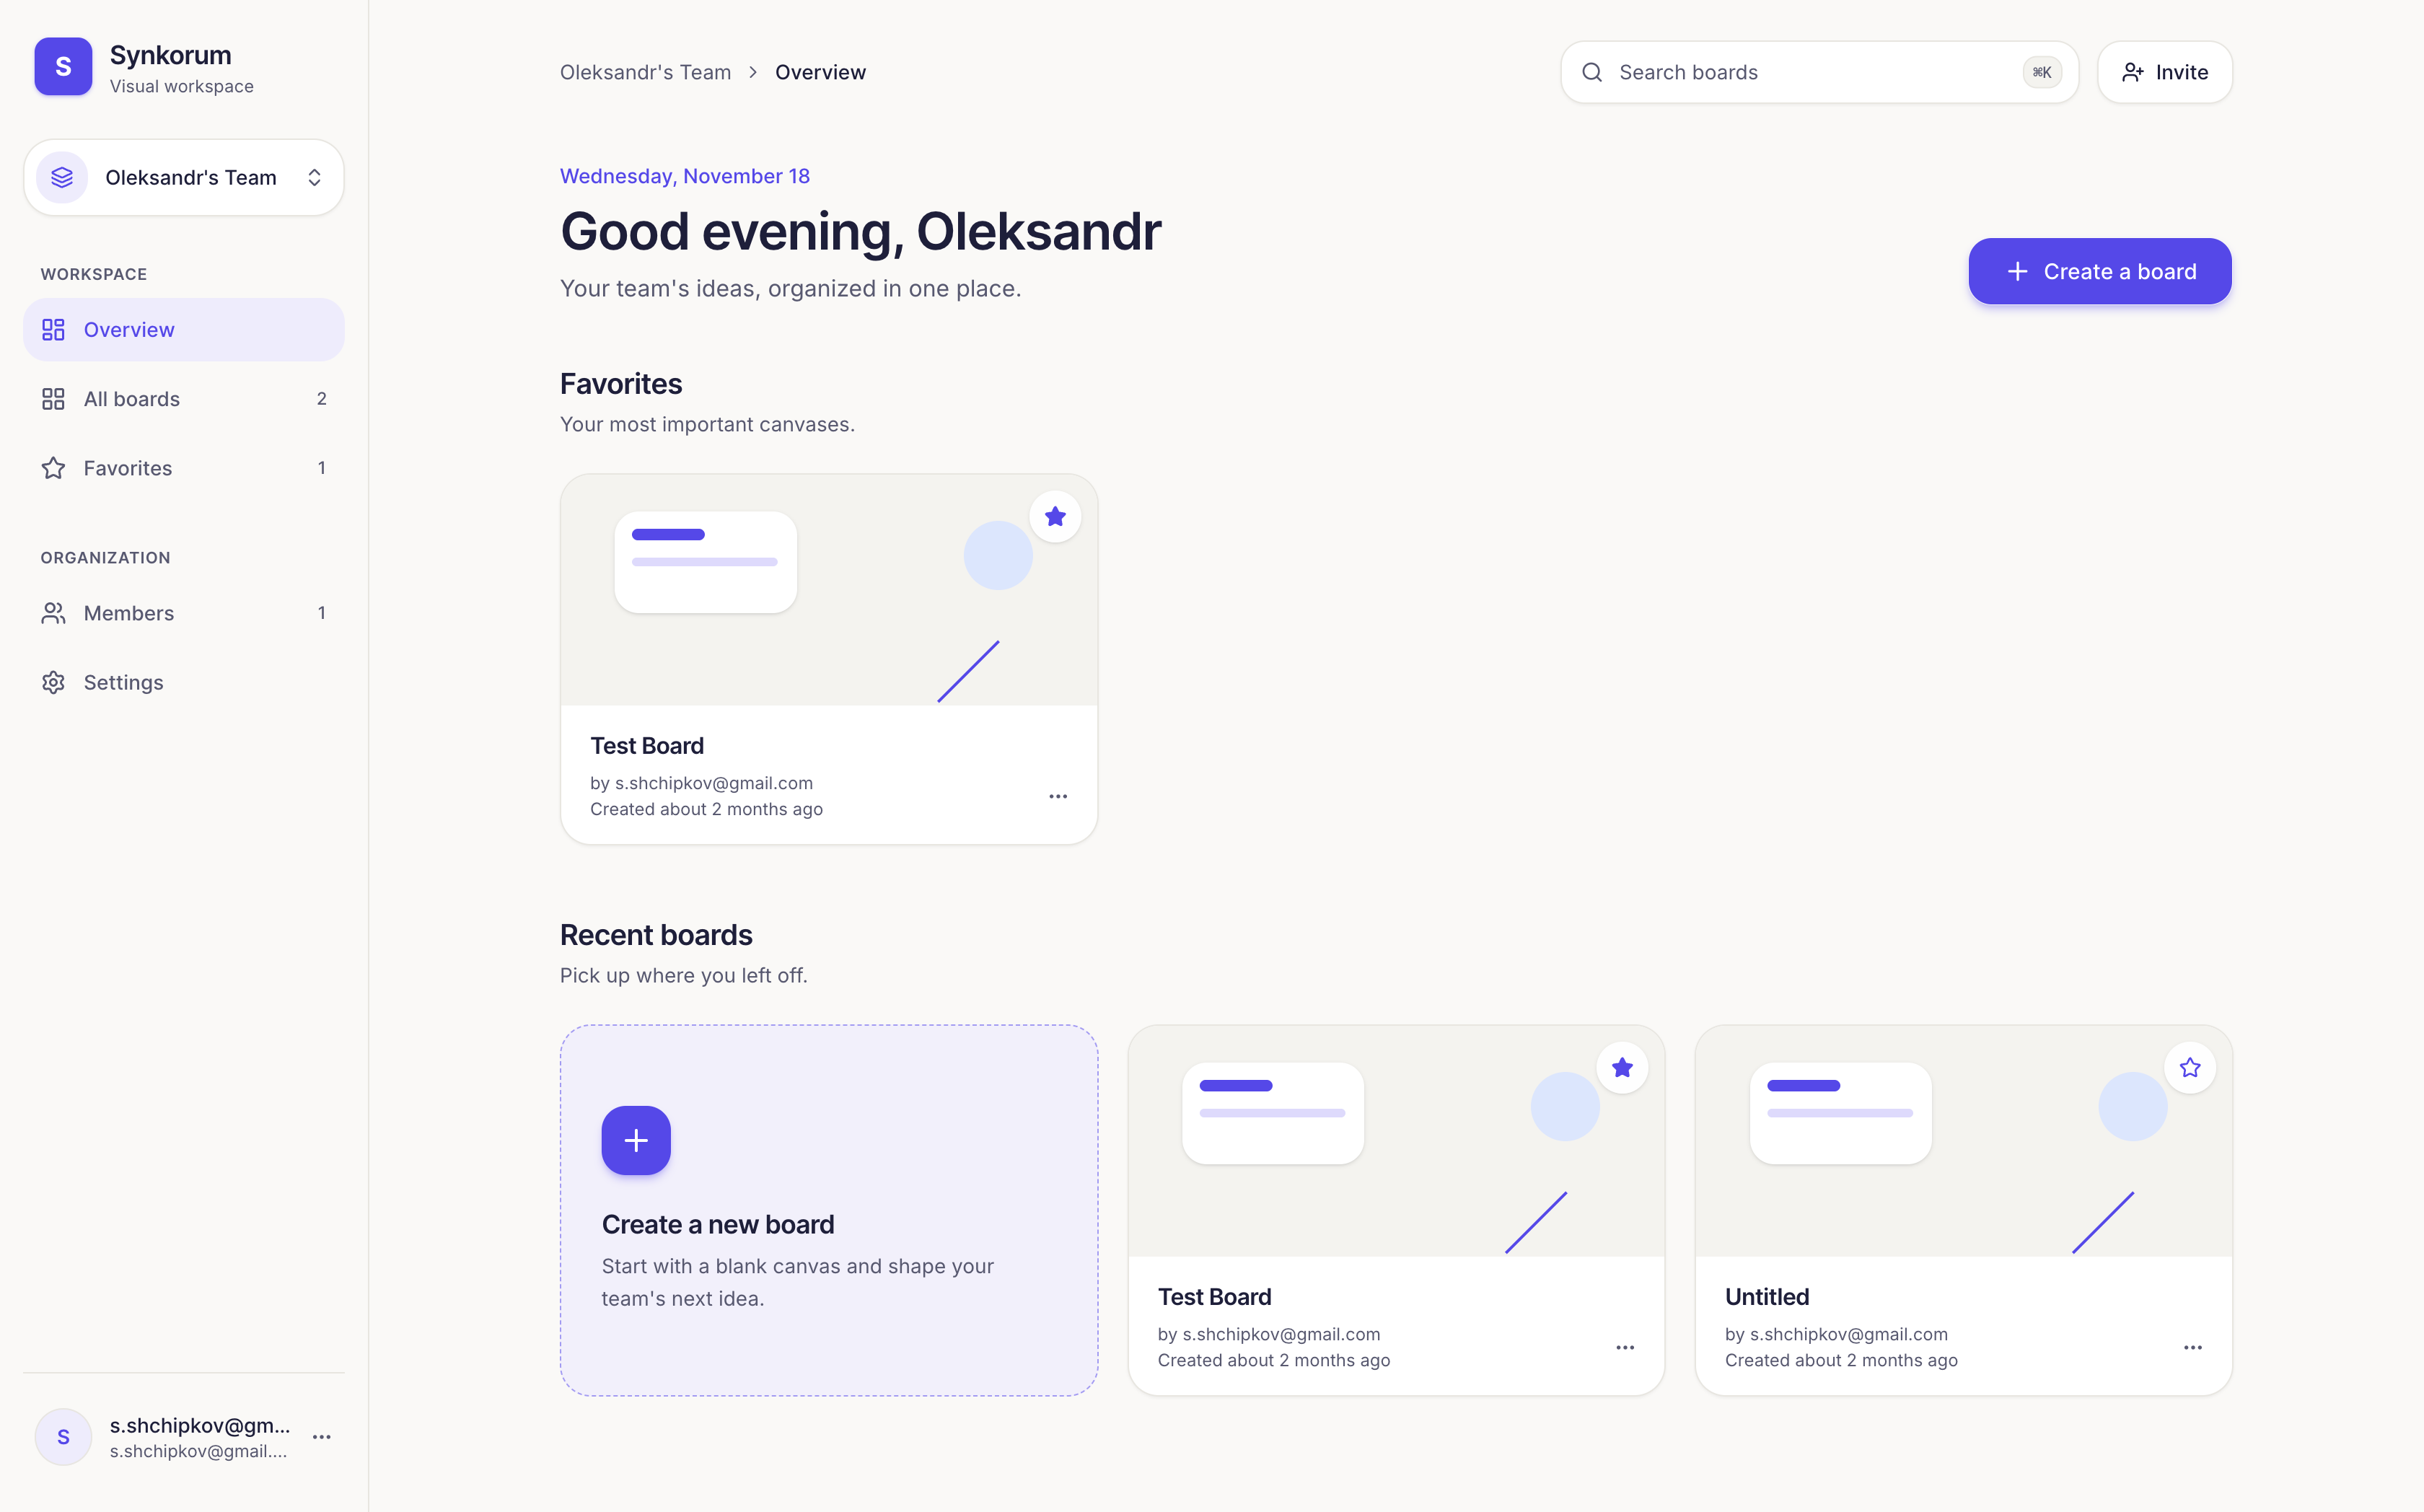 S
Synkorum
Visual workspace
Oleksandr's Team
WORKSPACE
Overview
All boards 2
Favorites 1
ORGANIZATION
Members 1
Settings
S
s.shchipkov@gm...
s.shchipkov@gmail....
Oleksandr's Team > Overview
Search boards ⌘K
Invite
Wednesday, November 18
Good evening, Oleksandr
Your team's ideas, organized in one place.
Create a board
Favorites
Your most important canvases.
Test Board
by s.shchipkov@gmail.com
Created about 2 months ago
Recent boards
Pick up where you left off.
Create a new board
Start with a blank canvas and shape your
team's next idea.
Test Board
by s.shchipkov@gmail.com
Created about 2 months ago
Untitled
by s.shchipkov@gmail.com
Created about 2 months ago